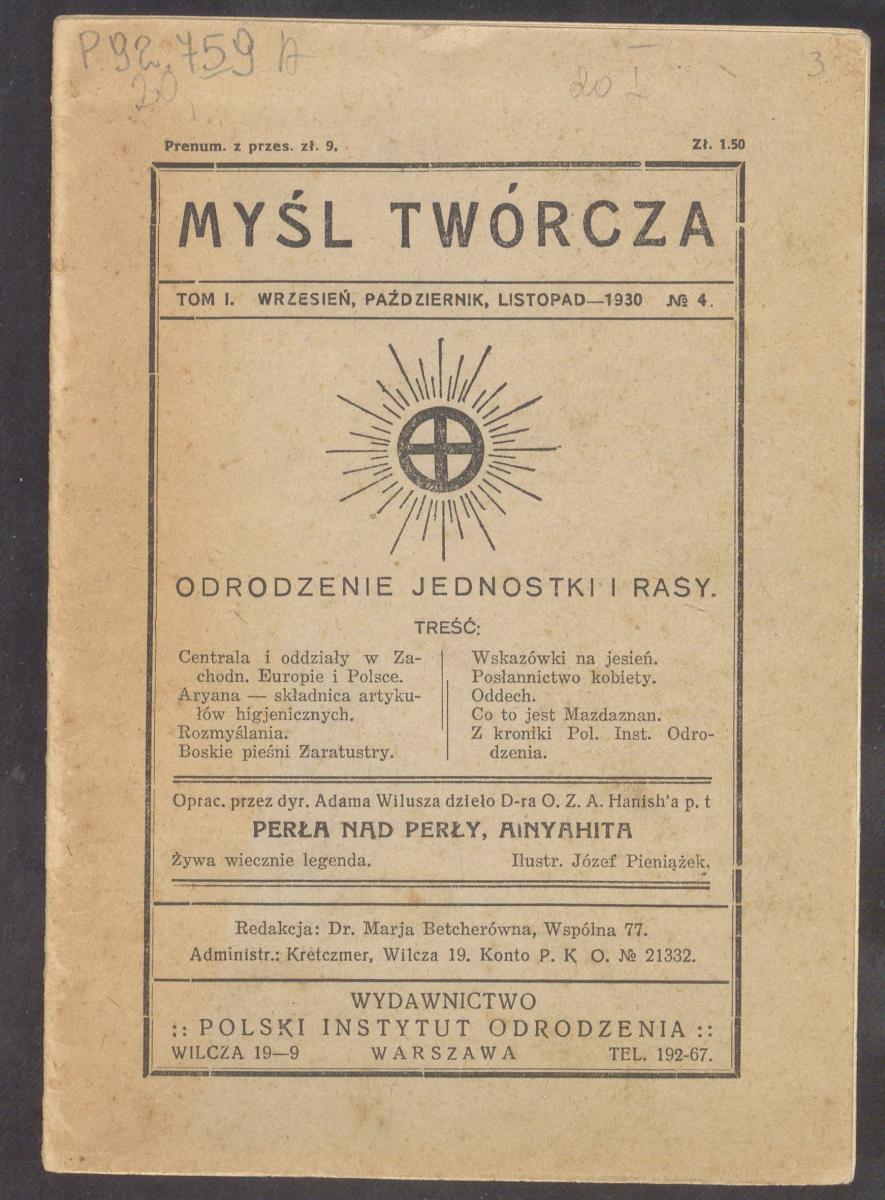 P.92.759 A
20
20 I
3
Prenum. z przes. zł. 9.
Zł. 1.50
MYŚL TWÓRCZA
TOM I. WRZESIEŃ, PAŹDZIERNIK, LISTOPAD—1930 № 4.
ODRODZENIE JEDNOSTKI I RASY.
TREŚĆ:
Centrala i oddziały w Za-
chodn. Europie i Polsce.
Aryana — składnica artyku-
łów higjenicznych.
Rozmyślania.
Boskie pieśni Zaratustry.
Wskazówki na jesień.
Posłannictwo kobiety.
Oddech.
Co to jest Mazdaznan.
Z kroniki Pol. Inst. Odro-
dzenia.
Oprac. przez dyr. Adama Wilusza dzieło D-ra O. Z. A. Hanish'a p. t
PERŁA NAD PERŁY, AINYAHITA
Żywa wiecznie legenda.
Ilustr. Józef Pieniążek.
Redakcja: Dr. Marja Betcherówna, Wspólna 77.
Administr.: Kretczmer, Wilcza 19. Konto P. K O. № 21332.
WYDAWNICTWO
:: POLSKI INSTYTUT ODRODZENIA ::
WILCZA 19—9 WARSZAWA TEL. 192-67.